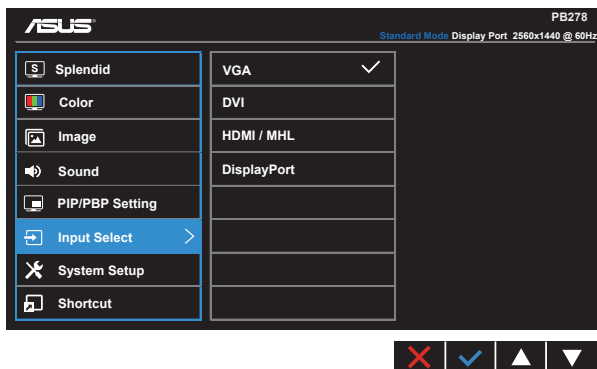 ASUS
PB278
Standard Mode Display Port 2560x1440 @ 60Hz
S Splendid
Color
Image
Sound
PIP/PBP Setting
Input Select
System Setup
Shortcut
VGA
DVI
HDMI / MHL
DisplayPort